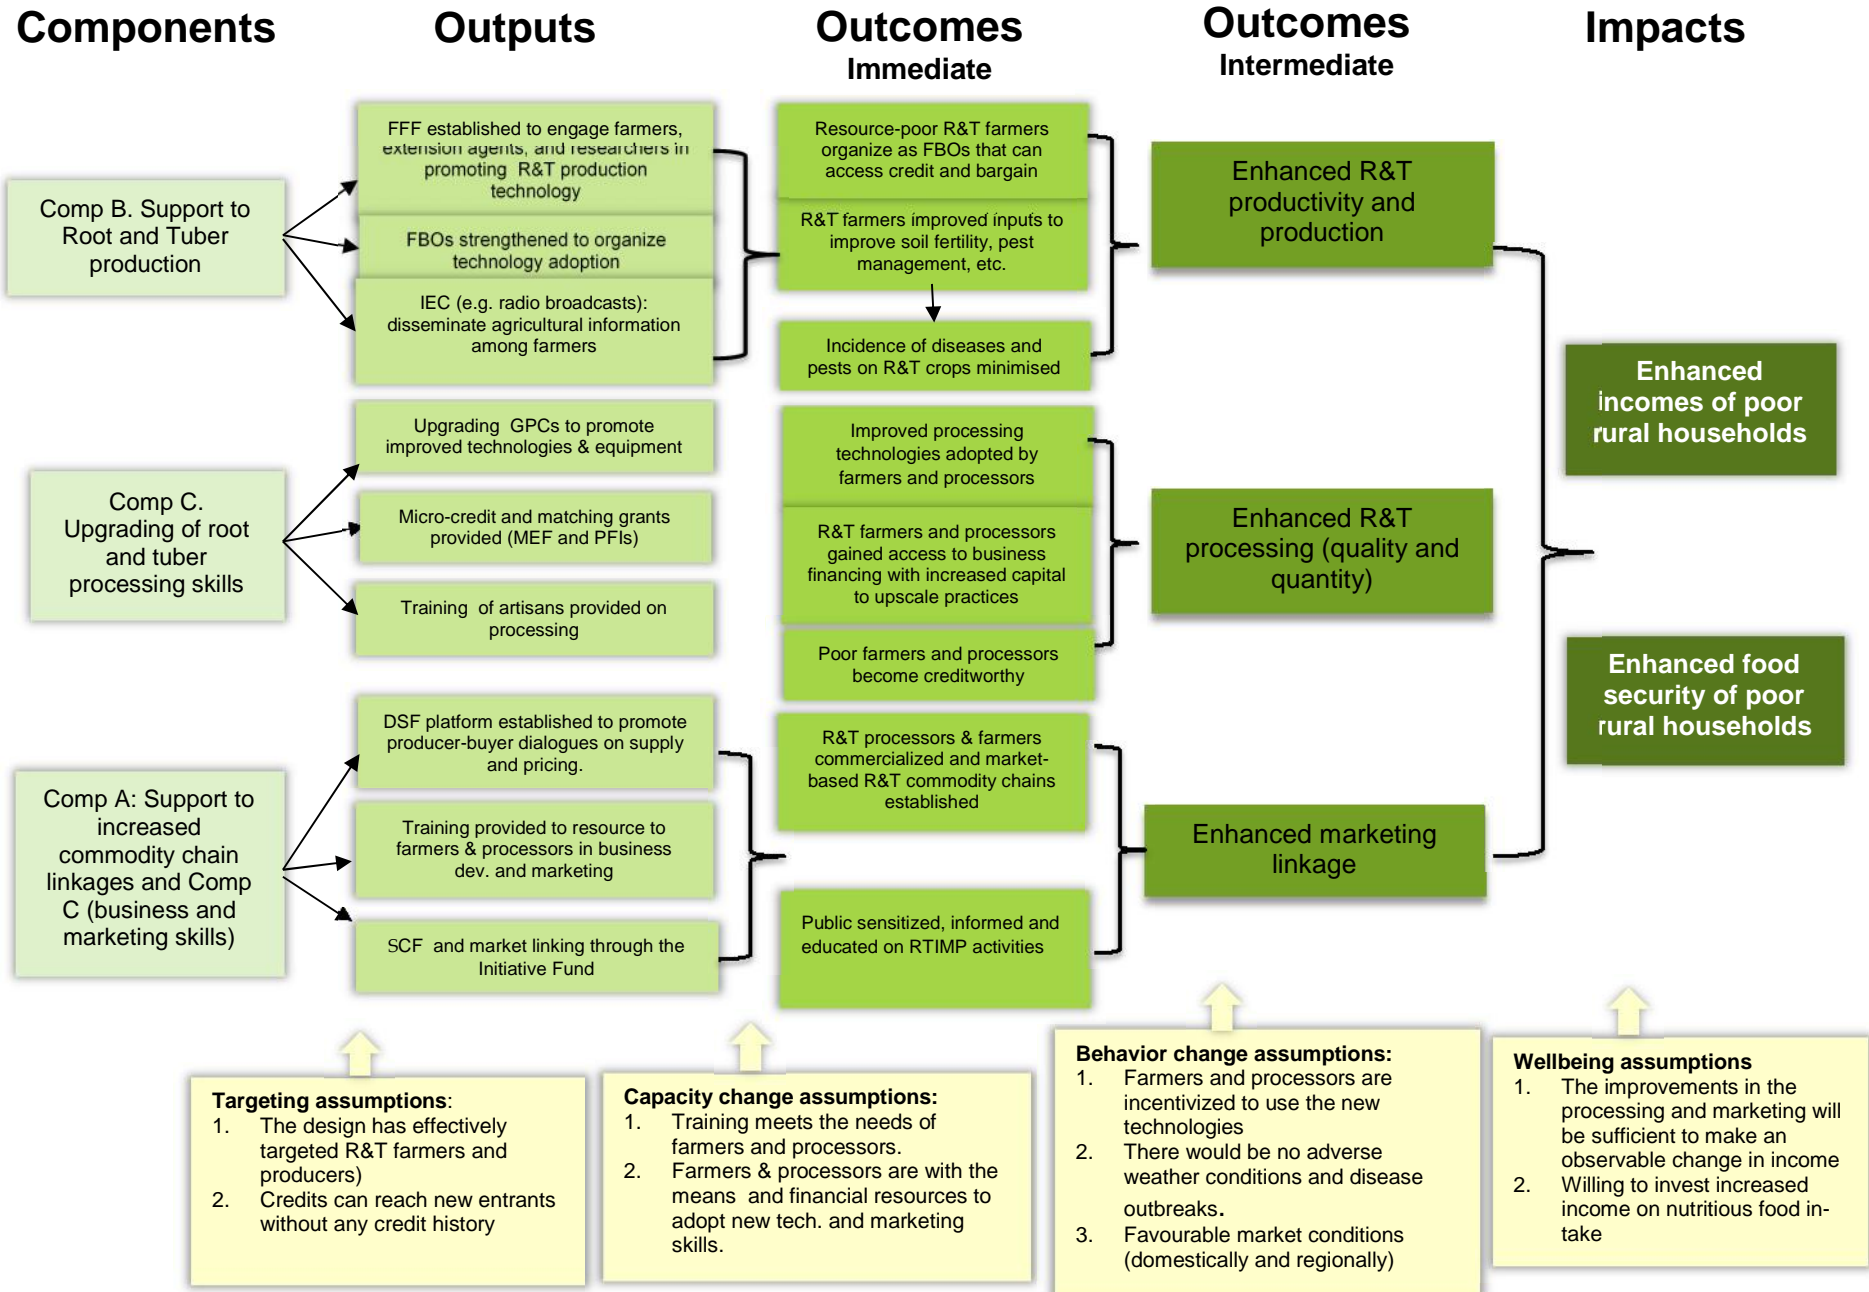 Components
Outputs
Outcomes
Immediate
Outcomes
Intermediate
Impacts
Comp B. Support to
Root and Tuber
production
FFF established to engage farmers,
extension agents, and researchers in
promoting R&T production
technology
FBOs strengthened to organize
technology adoption
IEC (e.g. radio broadcasts):
disseminate agricultural information
among farmers
Resource-poor R&T farmers
organize as FBOs that can
access credit and bargain
R&T farmers improved inputs to
improve soil fertility, pest
management, etc.
Incidence of diseases and
pests on R&T crops minimised
Enhanced R&T
productivity and
production
Comp C.
Upgrading of root
and tuber
processing skills
Upgrading GPCs to promote
improved technologies & equipment
Micro-credit and matching grants
provided (MEF and PFIs)
Training of artisans provided on
processing
Improved processing
technologies adopted by
farmers and processors
R&T farmers and processors
gained access to business
financing with increased capital
to upscale practices
Poor farmers and processors
become creditworthy
Enhanced R&T
processing (quality and
quantity)
Enhanced
incomes of poor
rural households
Enhanced food
security of poor
rural households
Comp A: Support to
increased
commodity chain
linkages and Comp
C (business and
marketing skills)
DSF platform established to promote
producer-buyer dialogues on supply
and pricing.
Training provided to resource to
farmers & processors in business
dev. and marketing
SCF and market linking through the
Initiative Fund
R&T processors & farmers
commercialized and market-
based R&T commodity chains
established
Public sensitized, informed and
educated on RTIMP activities
Enhanced marketing
linkage
Targeting assumptions:
1. The design has effectively
targeted R&T farmers and
producers)
2. Credits can reach new entrants
without any credit history
Capacity change assumptions:
1. Training meets the needs of
farmers and processors.
2. Farmers & processors are with the
means and financial resources to
adopt new tech. and marketing
skills.
Behavior change assumptions:
1. Farmers and processors are
incentivized to use the new
technologies
2. There would be no adverse
weather conditions and disease
outbreaks.
3. Favourable market conditions
(domestically and regionally)
Wellbeing assumptions
1. The improvements in the
processing and marketing will
be sufficient to make an
observable change in income
2. Willing to invest increased
income on nutritious food in-
take